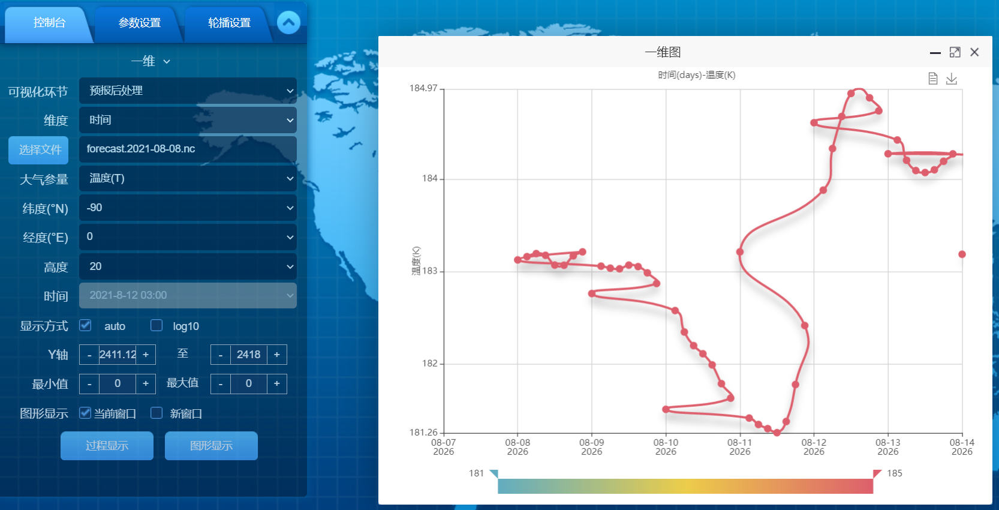 控制台 参数设置 轮播设置
一维
可视化环节 预报后处理
维度 时间
选择文件 forecast.2021-08-08.nc
大气参量 温度(T)
纬度(°N) -90
经度(°E) 0
高度 20
时间 2021-8-12 03:00
显示方式 auto log10
Y轴 - 2411.12 + 至 - 2418 +
最小值 - 0 + 最大值 - 0 +
图形显示 当前窗口 新窗口
过程显示 图形显示
一维图
时间(days)-温度(K)
184.97
184
183
182
181.26
温度(K)
08-07 08-08 08-09 08-10 08-11 08-12 08-13 08-14
2026 2026 2026 2026 2026 2026 2026 2026
181 185